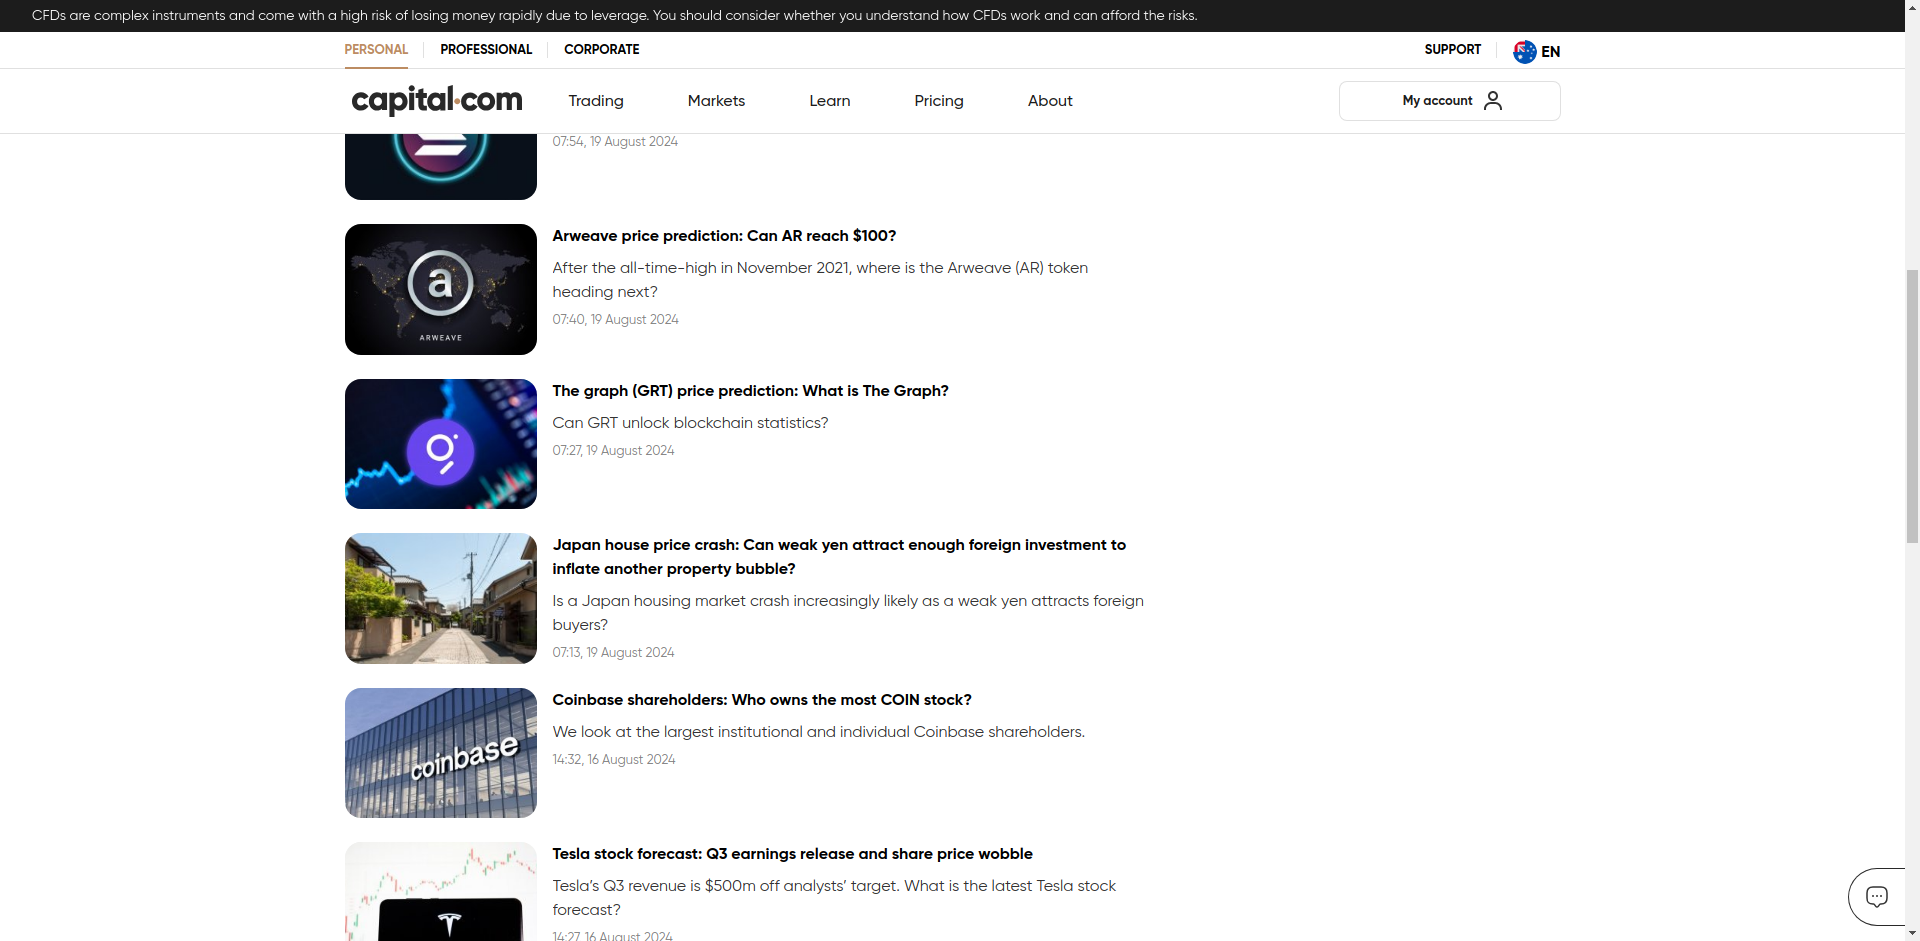 CFDs are complex instruments and come with a high risk of losing money rapidly due to leverage. You should consider whether you understand how CFDs work and can afford the risks.
PERSONAL
PROFESSIONAL
CORPORATE
SUPPORT
EN
capital.com
Trading
Markets
Learn
Pricing
About
My account
07:54, 19 August 2024
a
ARWEAVE
Arweave price prediction: Can AR reach $100?
After the all-time-high in November 2021, where is the Arweave (AR) token
heading next?
07:40, 19 August 2024
The graph (GRT) price prediction: What is The Graph?
Can GRT unlock blockchain statistics?
07:27, 19 August 2024
Japan house price crash: Can weak yen attract enough foreign investment to
inflate another property bubble?
Is a Japan housing market crash increasingly likely as a weak yen attracts foreign
buyers?
07:13, 19 August 2024
coinbase
Coinbase shareholders: Who owns the most COIN stock?
We look at the largest institutional and individual Coinbase shareholders.
14:32, 16 August 2024
Tesla stock forecast: Q3 earnings release and share price wobble
Tesla’s Q3 revenue is $500m off analysts’ target. What is the latest Tesla stock
forecast?
14:27, 16 August 2024